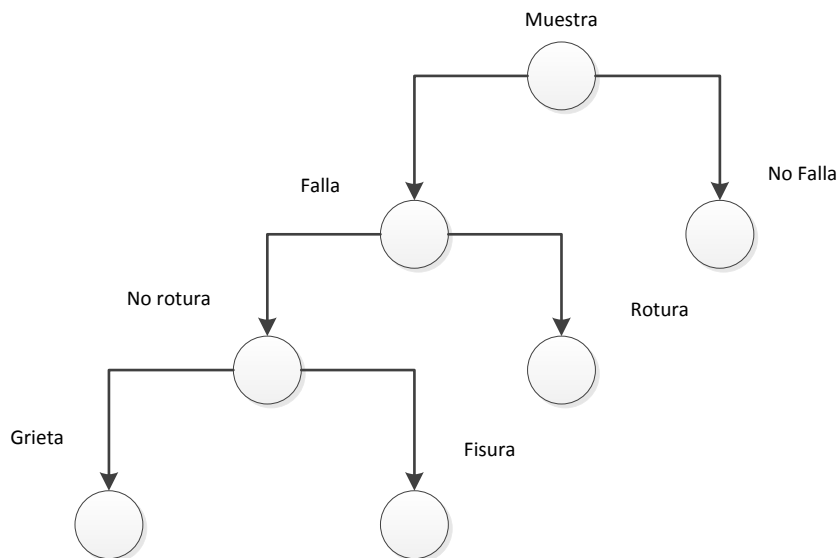 Muestra
Falla
No Falla
No rotura
Rotura
Grieta
Fisura